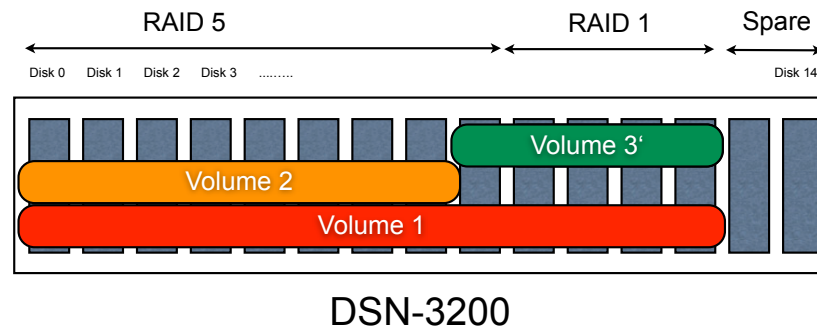 RAID 5 RAID 1 Spare
Disk 0 Disk 1 Disk 2 Disk 3 ......... Disk 14
Volume 3‘
Volume 2
Volume 1
DSN-3200